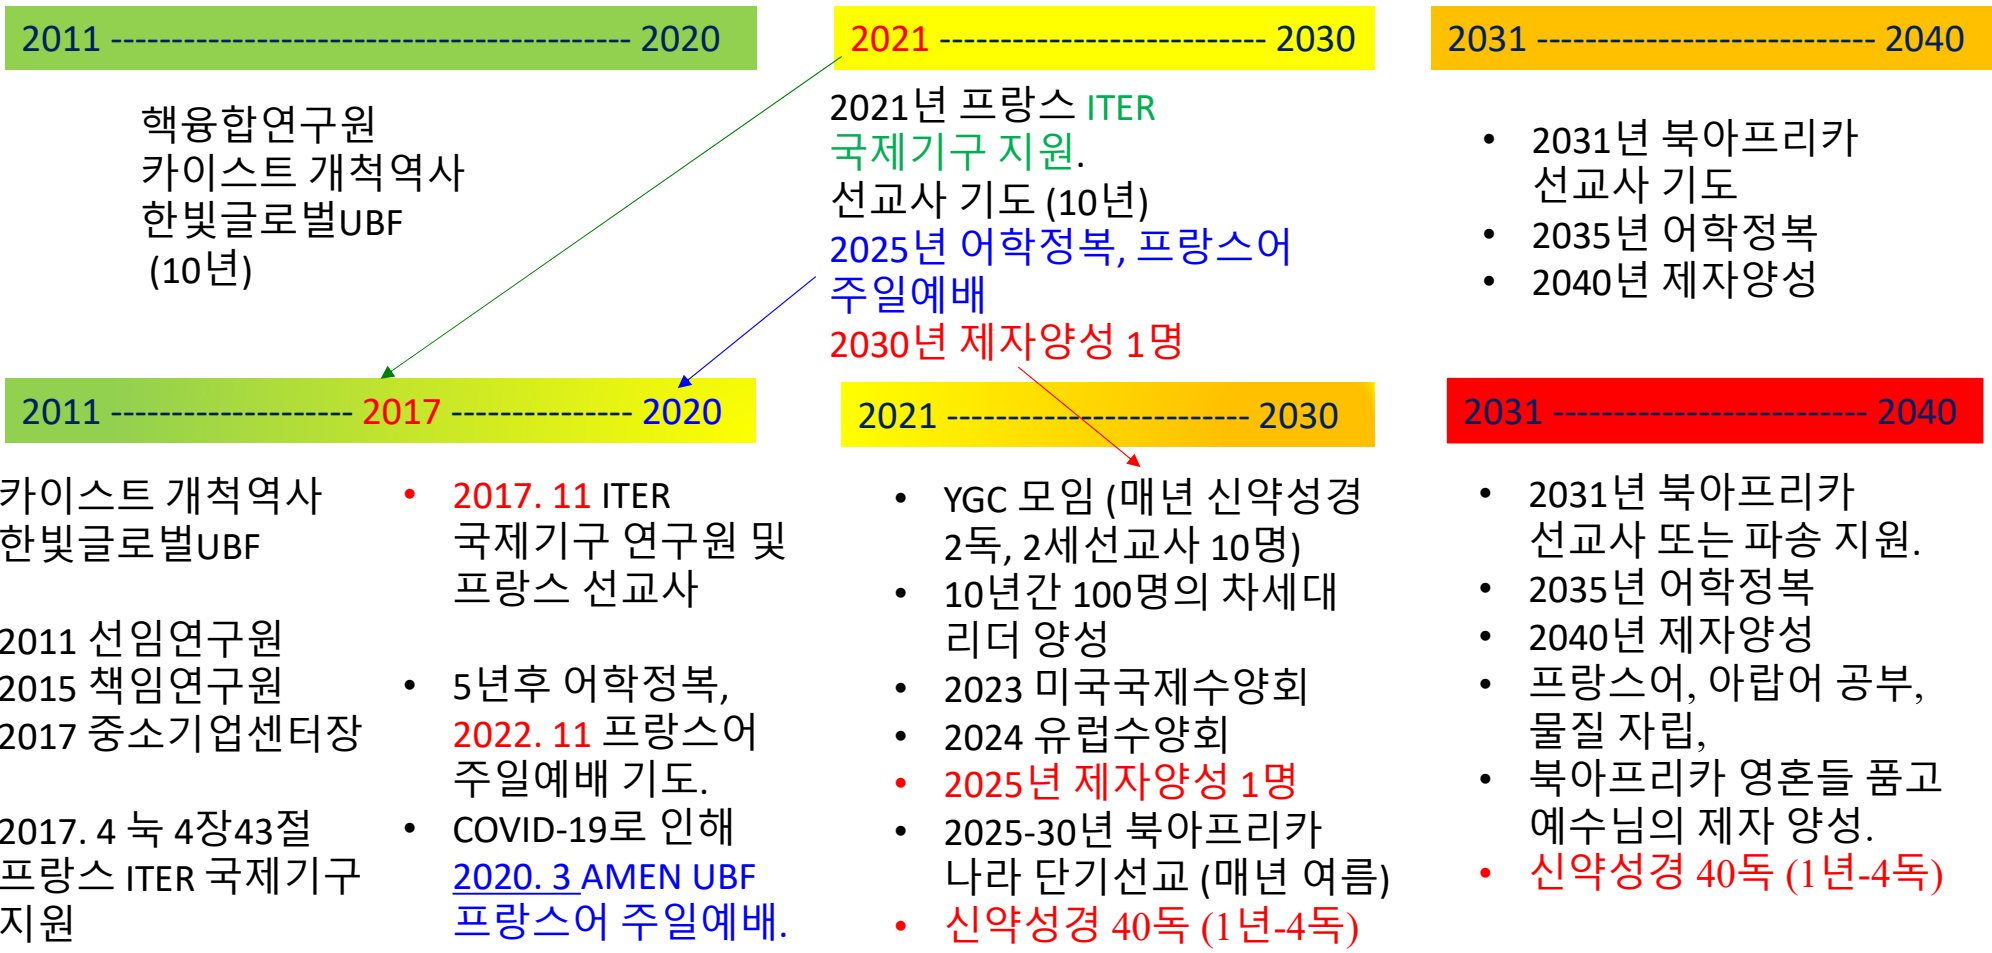 2011 ------------------------------------------- 2020
핵융합연구원
카이스트 개척역사
한빛글로벌UBF
(10년)
2021 --------------------------- 2030
2021년 프랑스 ITER
국제기구 지원.
선교사 기도 (10년)
2025년 어학정복, 프랑스어
주일예배
2030년 제자양성 1명
2031 ---------------------------- 2040
• 2031년 북아프리카
선교사 기도
• 2035년 어학정복
• 2040년 제자양성
2011 -------------------- 2017 --------------- 2020
카이스트 개척역사
한빛글로벌UBF
2011 선임연구원
2015 책임연구원
2017 중소기업센터장
2017. 4 눅 4장43절
프랑스 ITER 국제기구
지원
• 2017. 11 ITER
국제기구 연구원 및
프랑스 선교사
• 5년후 어학정복,
2022. 11 프랑스어
주일예배 기도.
• COVID-19로 인해
2020. 3 AMEN UBF
프랑스어 주일예배.
2021 ------------------------- 2030
• YGC 모임 (매년 신약성경
2독, 2세선교사 10명)
• 10년간 100명의 차세대
리더 양성
• 2023 미국국제수양회
• 2024 유럽수양회
• 2025년 제자양성 1명
• 2025-30년 북아프리카
나라 단기선교 (매년 여름)
• 신약성경 40독 (1년-4독)
2031 -------------------------- 2040
• 2031년 북아프리카
선교사 또는 파송 지원.
• 2035년 어학정복
• 2040년 제자양성
• 프랑스어, 아랍어 공부,
물질 자립,
• 북아프리카 영혼들 품고
예수님의 제자 양성.
• 신약성경 40독 (1년-4독)